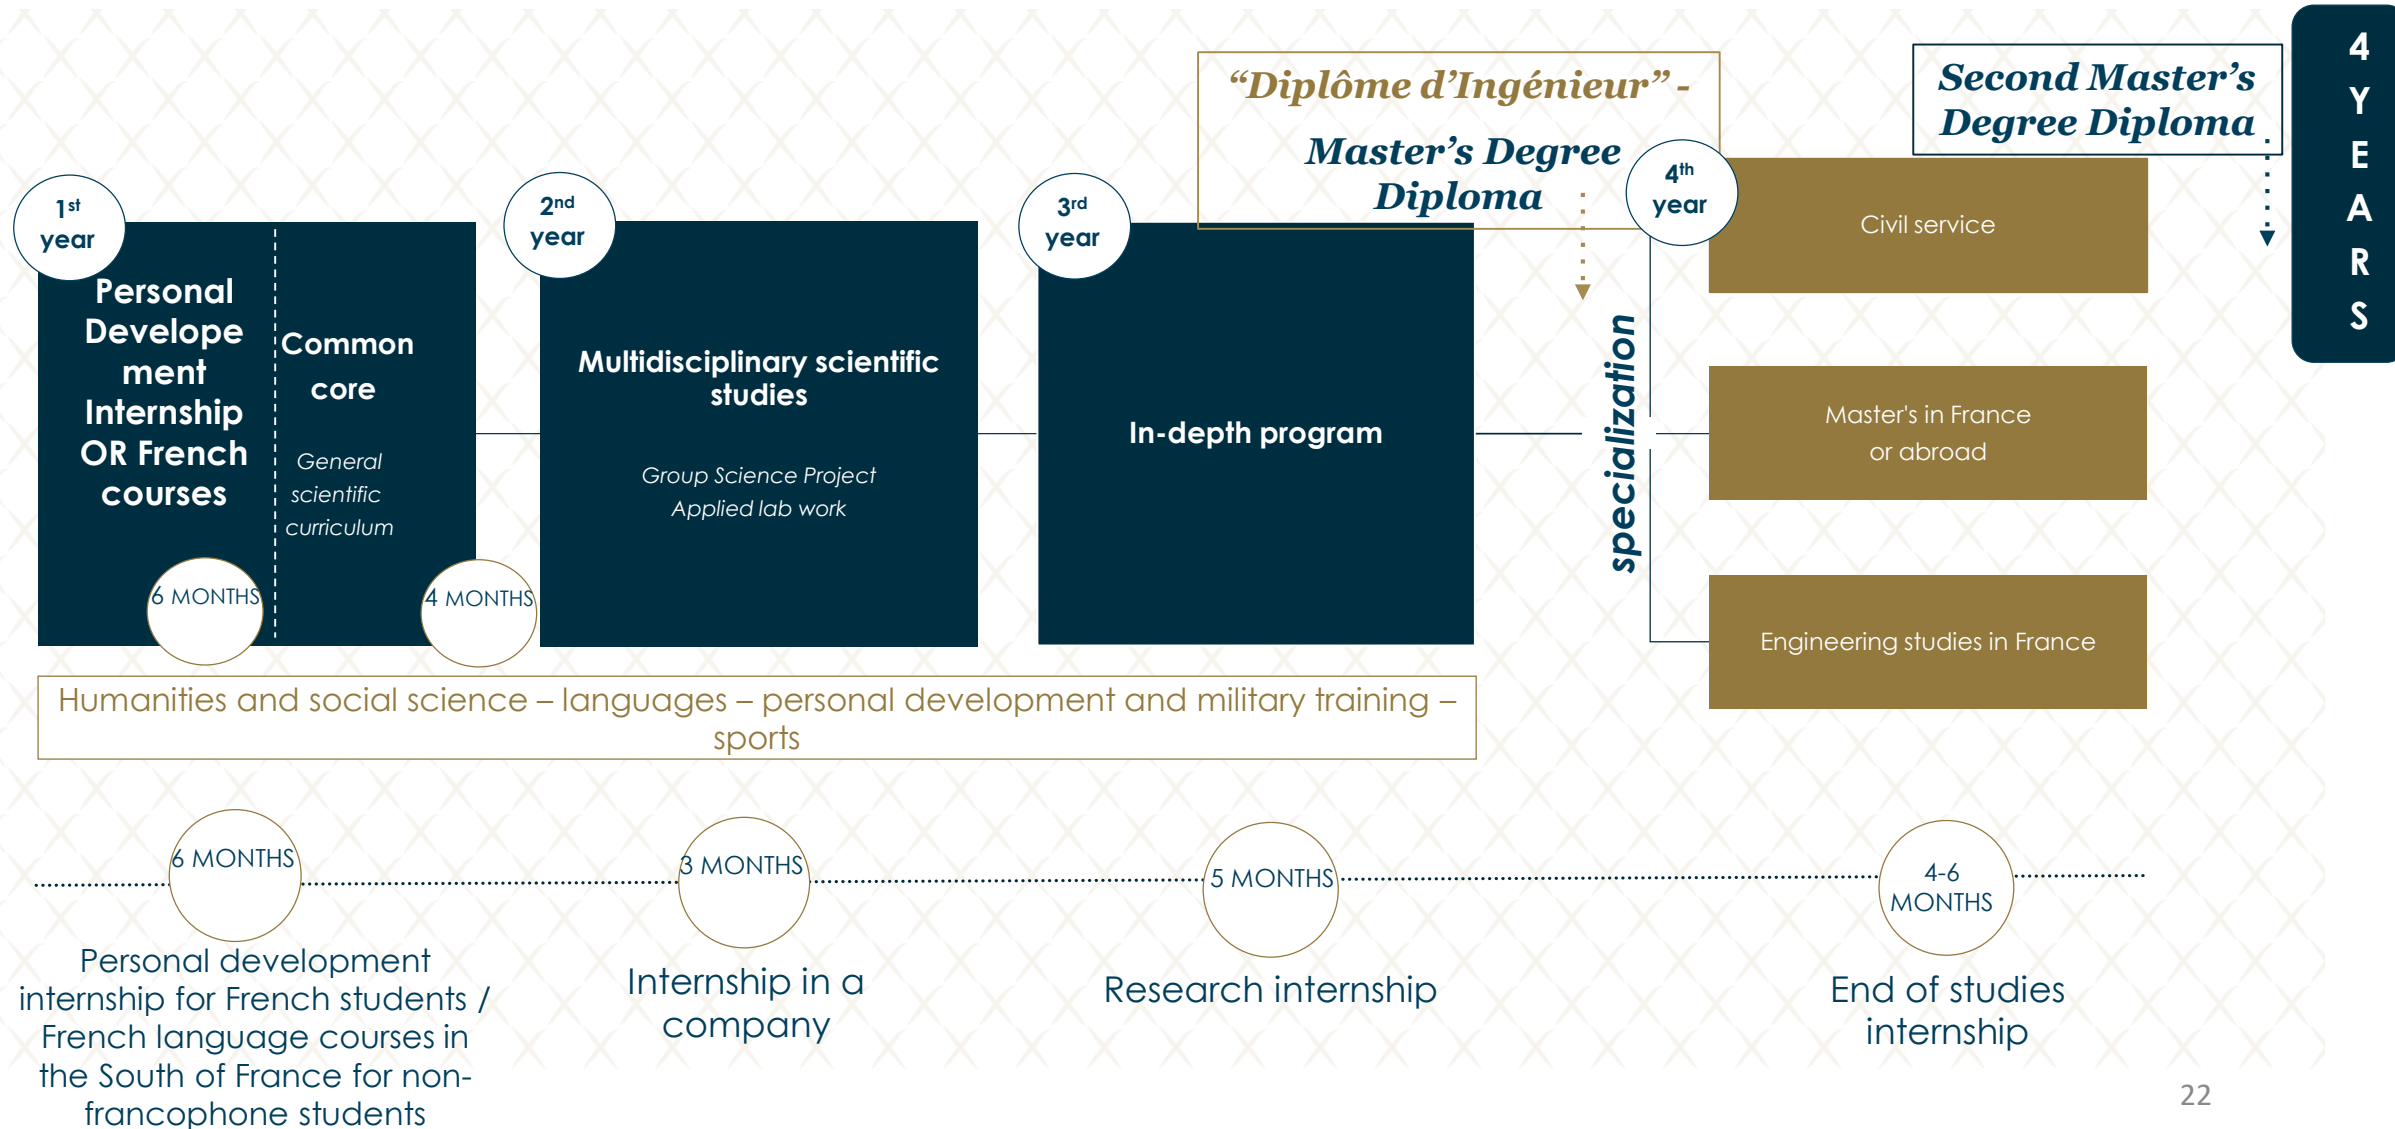 “Diplôme d’Ingénieur” -
Master’s Degree
Diploma
Second Master’s
Degree Diploma
4
Y
E
A
R
S
1st
year
Personal
Develope
ment
Internship
OR French
courses
6 MONTHS
Common
core
General
scientific
curriculum
4 MONTHS
2nd
year
Multidisciplinary scientific
studies
Group Science Project
Applied lab work
3rd
year
In-depth program
specialization
4th
year
Civil service
Master's in France
or abroad
Engineering studies in France
Humanities and social science – languages – personal development and military training –
sports
6 MONTHS
Personal development
internship for French students /
French language courses in
the South of France for non-
francophone students
3 MONTHS
Internship in a
company
5 MONTHS
Research internship
4-6
MONTHS
End of studies
internship
22